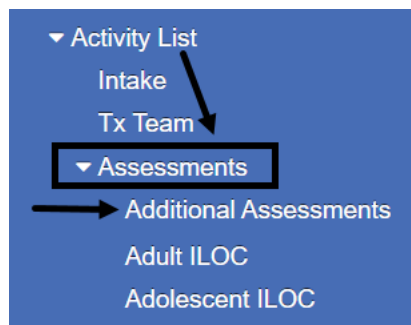 Activity List
Intake
Tx Team
Assessments
Additional Assessments
Adult ILOC
Adolescent ILOC